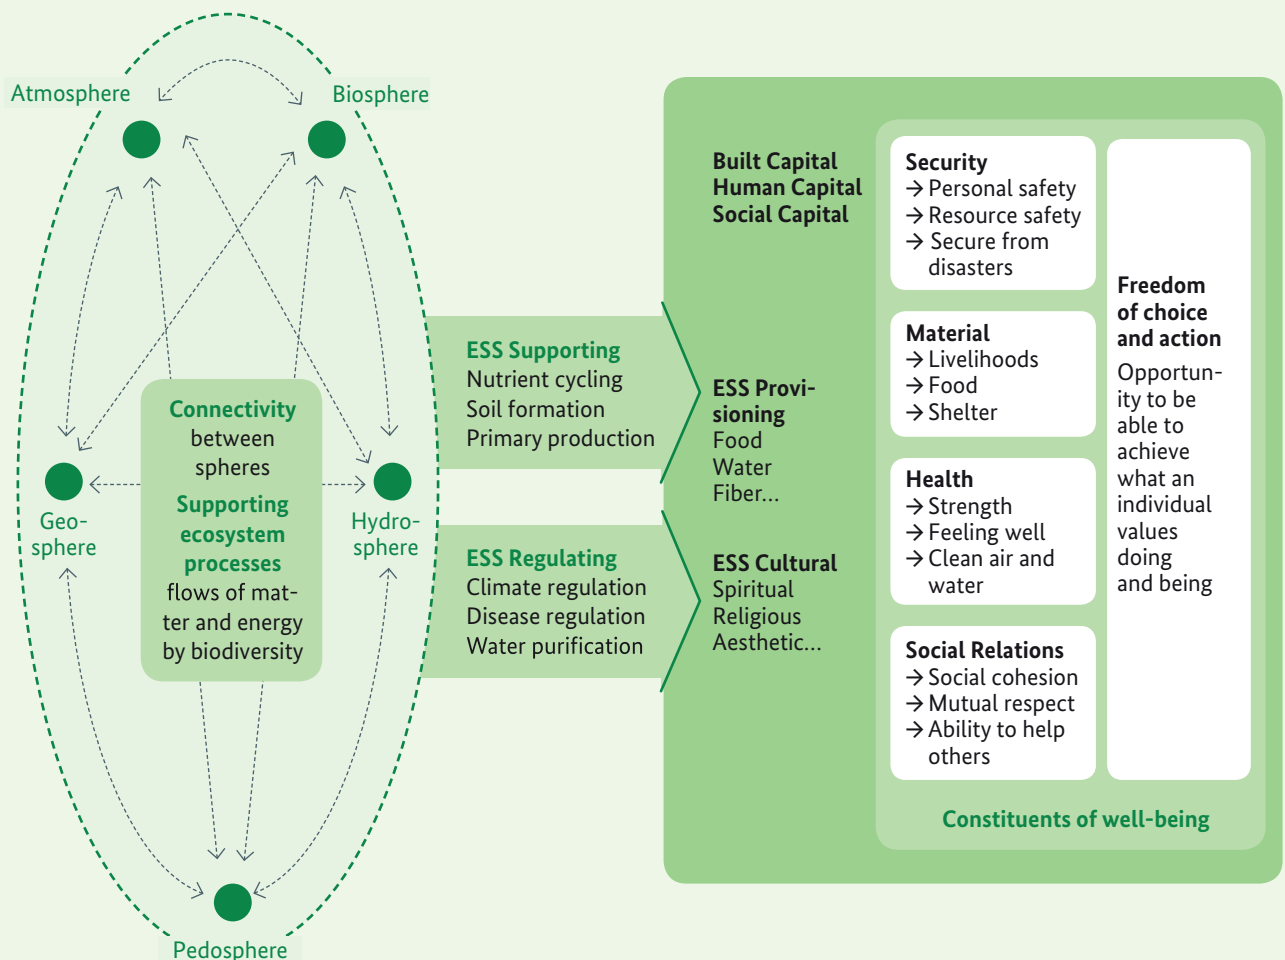 Atmosphere
Biosphere
Connectivity
between
spheres
Supporting
ecosystem
processes
flows of mat-
ter and energy
by biodiversity
Geo-
sphere
Hydro-
sphere
Pedosphere
ESS Supporting
Nutrient cycling
Soil formation
Primary production
ESS Regulating
Climate regulation
Disease regulation
Water purification
Built Capital
Human Capital
Social Capital
ESS Provi-
sioning
Food
Water
Fiber...
ESS Cultural
Spiritual
Religious
Aesthetic...
Security
→ Personal safety
→ Resource safety
→ Secure from
disasters
Material
→ Livelihoods
→ Food
→ Shelter
Health
→ Strength
→ Feeling well
→ Clean air and
water
Social Relations
→ Social cohesion
→ Mutual respect
→ Ability to help
others
Freedom
of choice
and action
Opportun-
ity to be
able to
achieve
what an
individual
values
doing
and being
Constituents of well-being